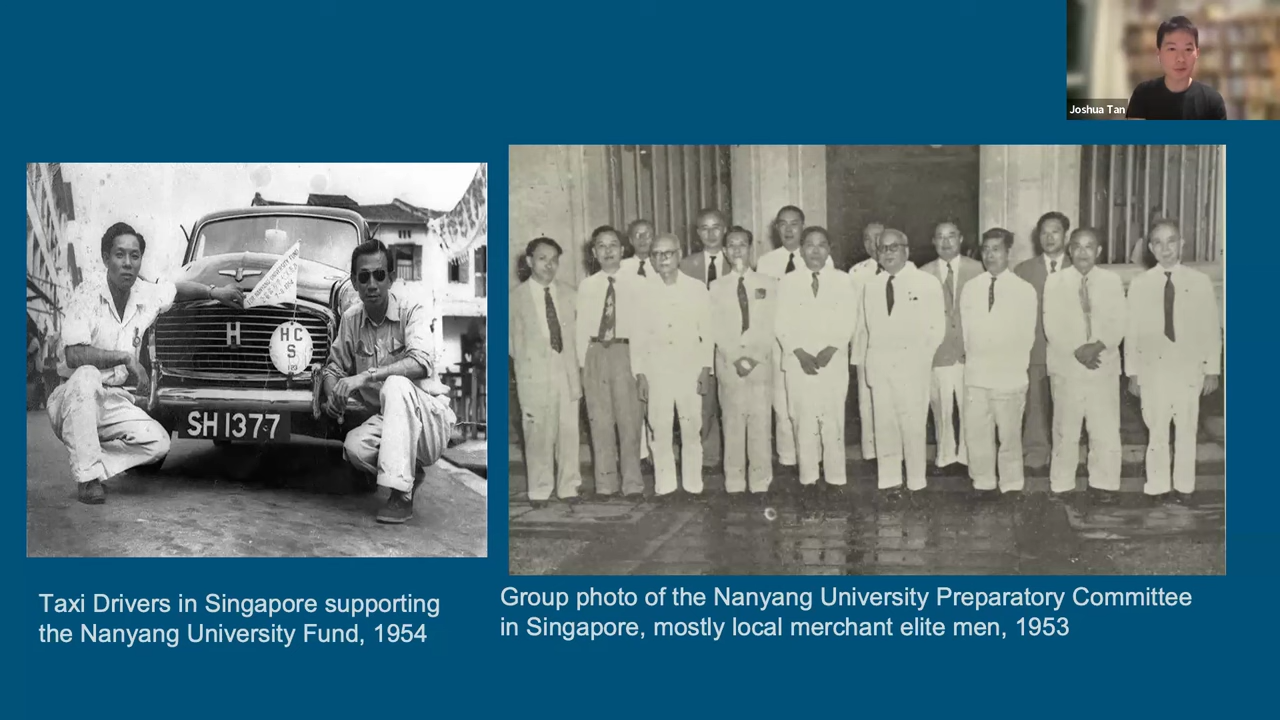 Joshua Tan
H
H C
S
SH 1377
Taxi Drivers in Singapore supporting
the Nanyang University Fund, 1954
Group photo of the Nanyang University Preparatory Committee
in Singapore, mostly local merchant elite men, 1953